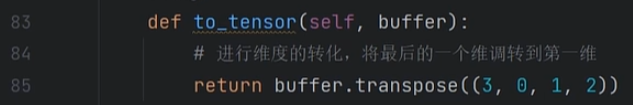 83 def to_tensor(self, buffer):
84 # 进行维度的转化，将最后的一个维调转到第一维
85 return buffer.transpose((3, 0, 1, 2))